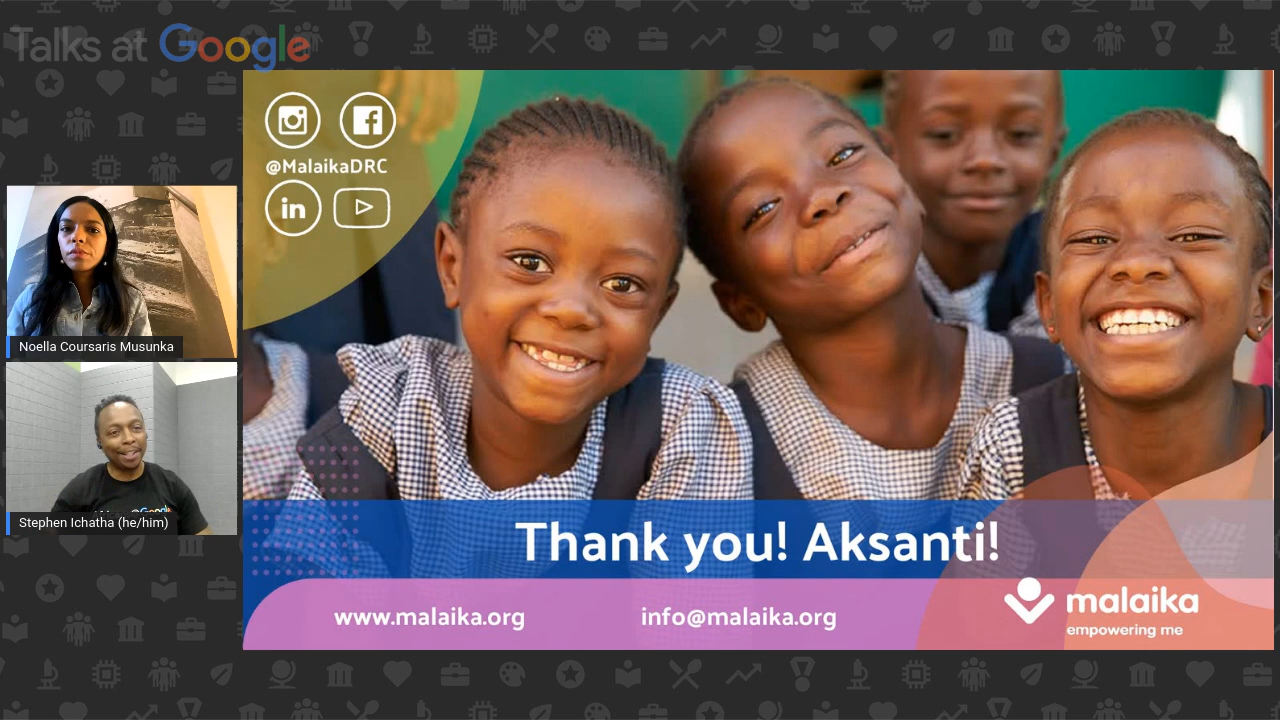 Talks at Google
@MalaikaDRC
in
Noella Coursaris Musunka
Stephen Ichatha (he/him)
Thank you! Aksanti!
www.malaika.org
info@malaika.org
malaika
empowering me